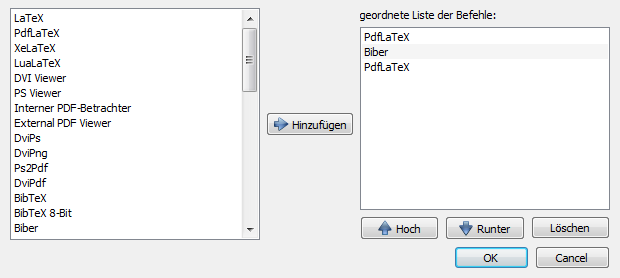 LaTeX
PdfLaTeX
XeLaTeX
LuaLaTeX
DVI Viewer
PS Viewer
Interner PDF-Betrachter
External PDF Viewer
DviPs
DviPng
Ps2Pdf
DviPdf
BibTeX
BibTeX 8-Bit
Biber
Hinzufügen
geordnete Liste der Befehle:
PdfLaTeX
Biber
PdfLaTeX
Hoch
Runter
Löschen
OK
Cancel